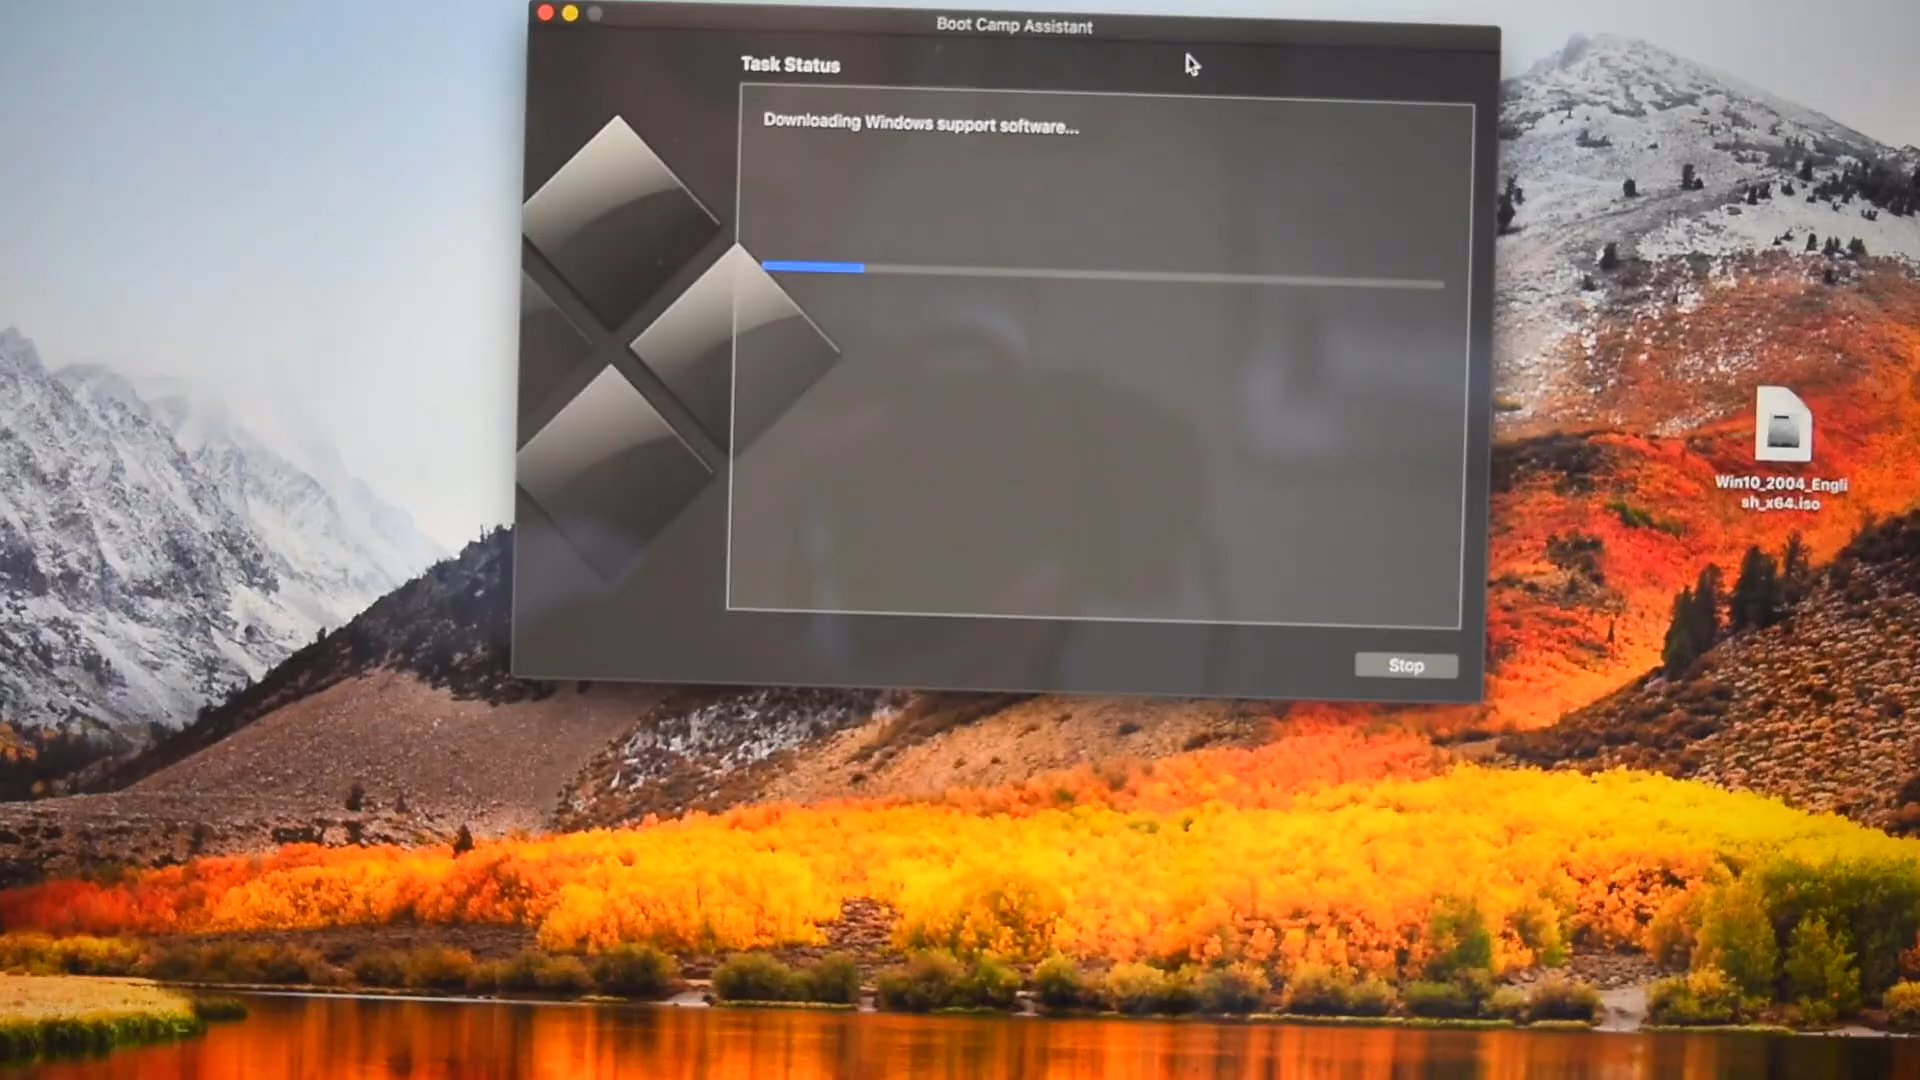 Boot Camp Assistant
Task Status
Downloading Windows support software...
Win10_2004_Engli
sh_x64.iso
Stop